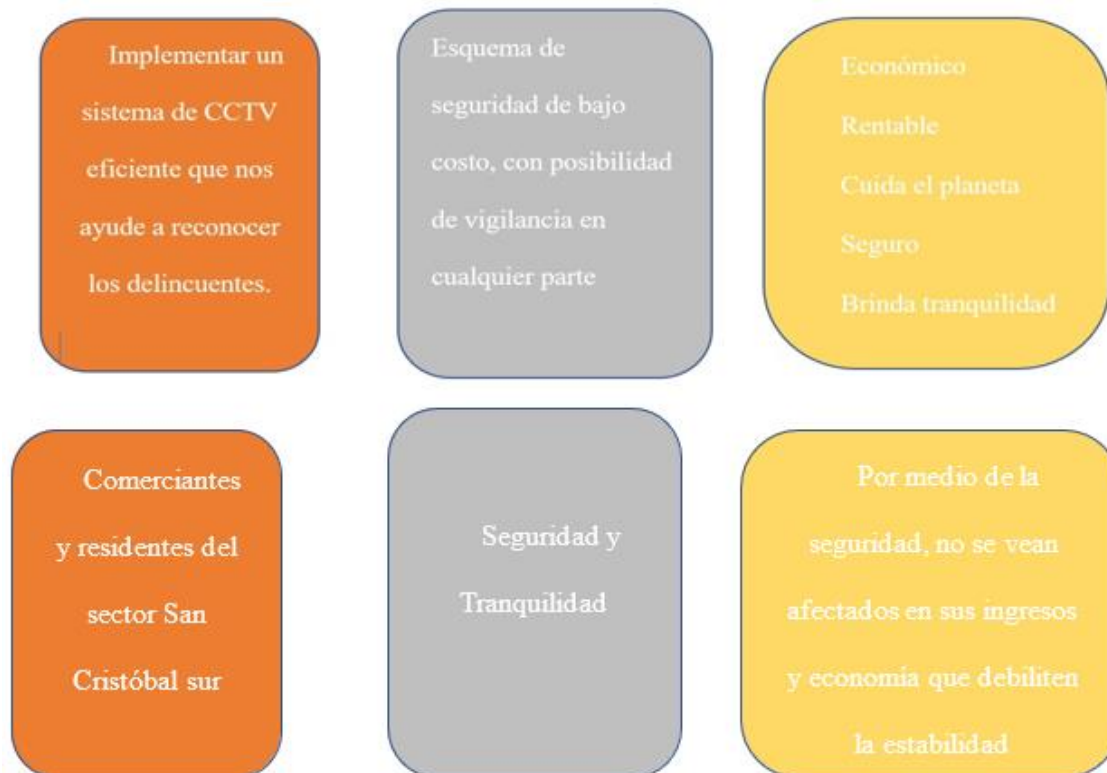 Implementar un
sistema de CCTV
eficiente que nos
ayude a reconocer
los delincuentes.
Esquema de
seguridad de bajo
costo, con posibilidad
de vigilancia en
cualquier parte
Económico
Rentable
Cuida el planeta
Seguro
Brinda tranquilidad
Comerciantes
y residentes del
sector San
Cristóbal sur
Seguridad y
Tranquilidad
Por medio de la
seguridad, no se vean
afectados en sus ingresos
y economía que debiliten
la estabilidad